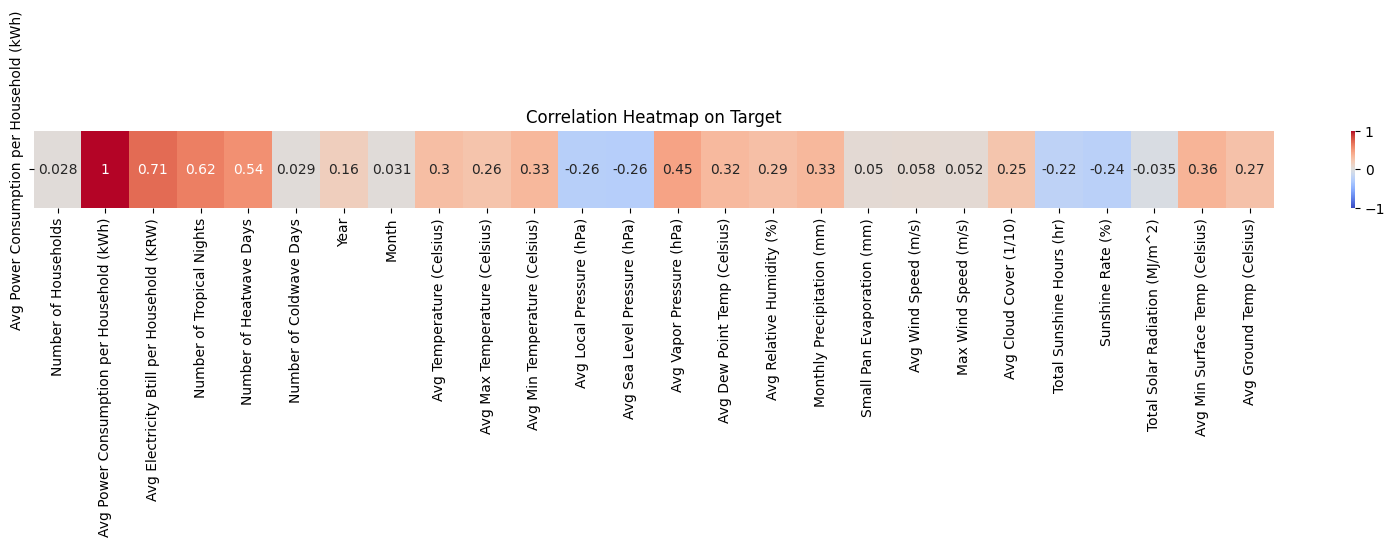 Correlation Heatmap on Target
Avg Power Consumption per Household (kWh)
0.028 1 0.71 0.62 0.54 0.029 0.16 0.031 0.3 0.26 0.33 -0.26 -0.26 0.45 0.32 0.29 0.33 0.05 0.058 0.052 0.25 -0.22 -0.24 -0.035 0.36 0.27
Number of Households
Avg Power Consumption per Household (kWh)
Avg Electricity Btill per Household (KRW)
Number of Tropical Nights
Number of Heatwave Days
Number of Coldwave Days
Year
Month
Avg Temperature (Celsius)
Avg Max Temperature (Celsius)
Avg Min Temperature (Celsius)
Avg Local Pressure (hPa)
Avg Sea Level Pressure (hPa)
Avg Vapor Pressure (hPa)
Avg Dew Point Temp (Celsius)
Avg Relative Humidity (%)
Monthly Precipitation (mm)
Small Pan Evaporation (mm)
Avg Wind Speed (m/s)
Max Wind Speed (m/s)
Avg Cloud Cover (1/10)
Total Sunshine Hours (hr)
Sunshine Rate (%)
Total Solar Radiation (MJ/m^2)
Avg Min Surface Temp (Celsius)
Avg Ground Temp (Celsius)
1
0
−1